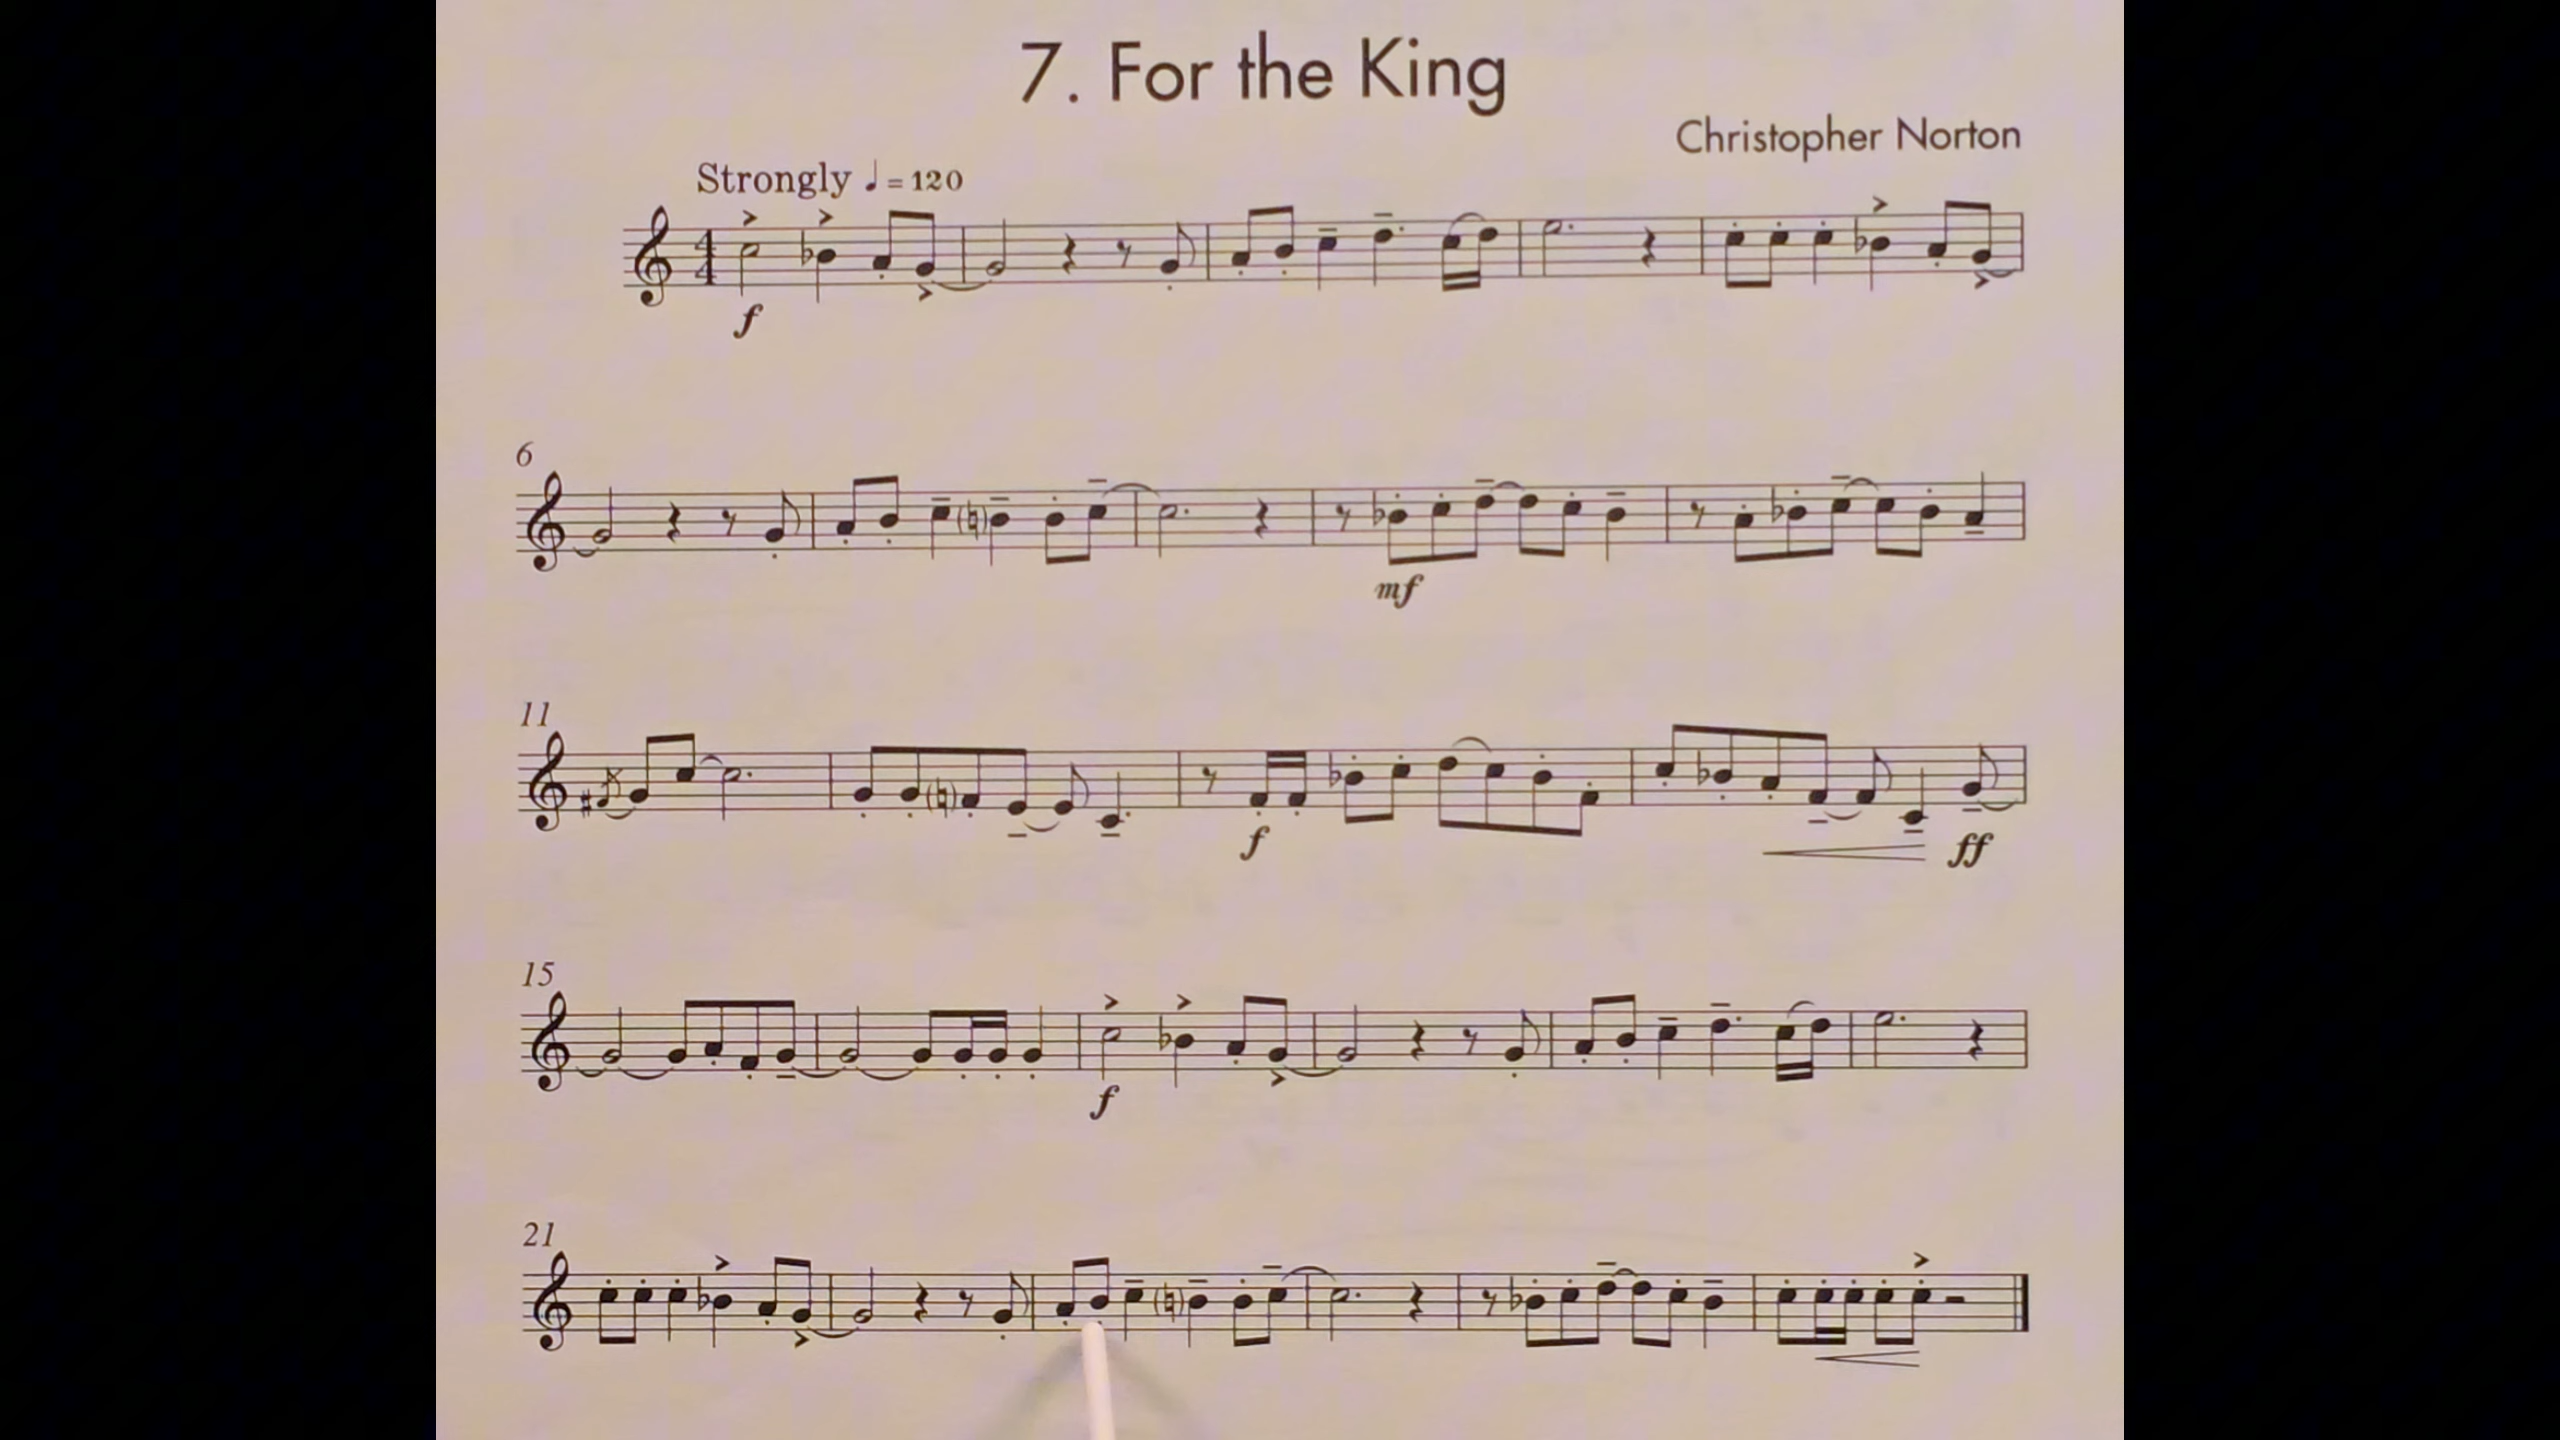 7. For the King
Christopher Norton
Strongly ♩ = 120
f
6
mf
11
f
ff
15
f
21